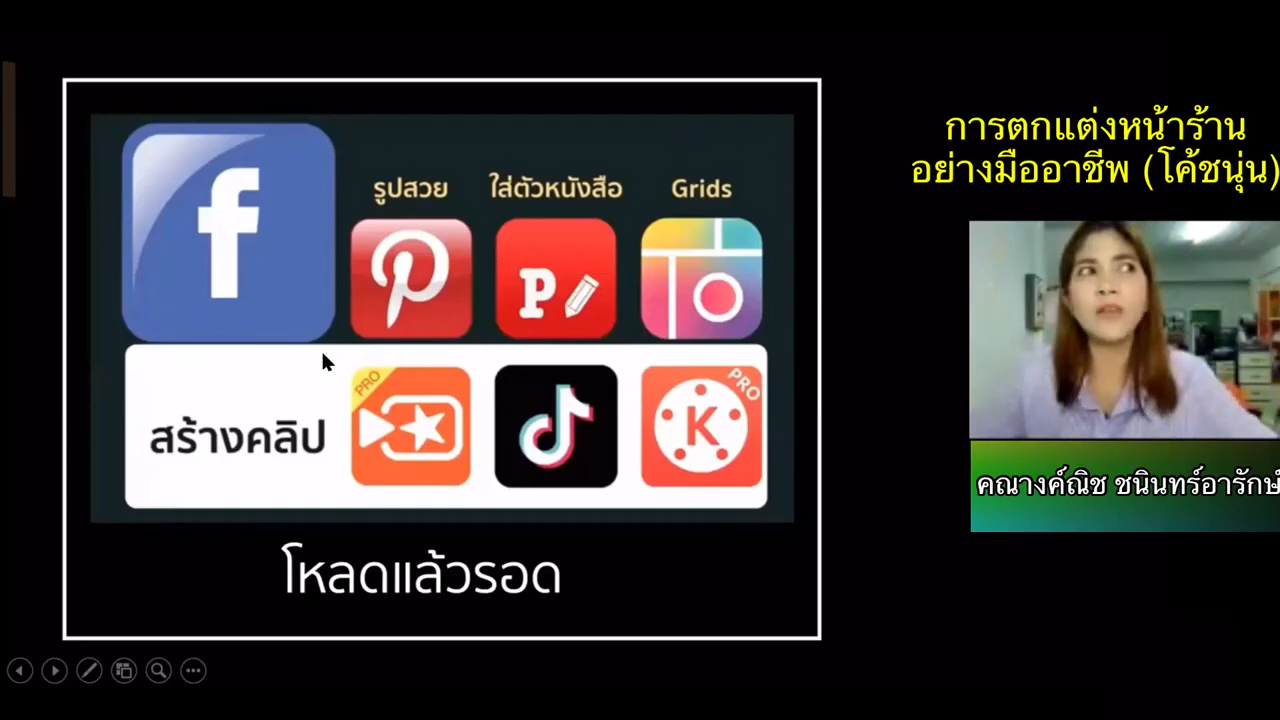 การตกแต่งหน้าร้าน
อย่างมืออาชีพ (โค้ชนุ่น)
รูปสวย
ใส่ตัวหนังสือ
Grids
f
P
P
สร้างคลิป
PRO
K
PRO
โหลดแล้วรอด
คณางค์ณิช ชนินทร์อารักษ์